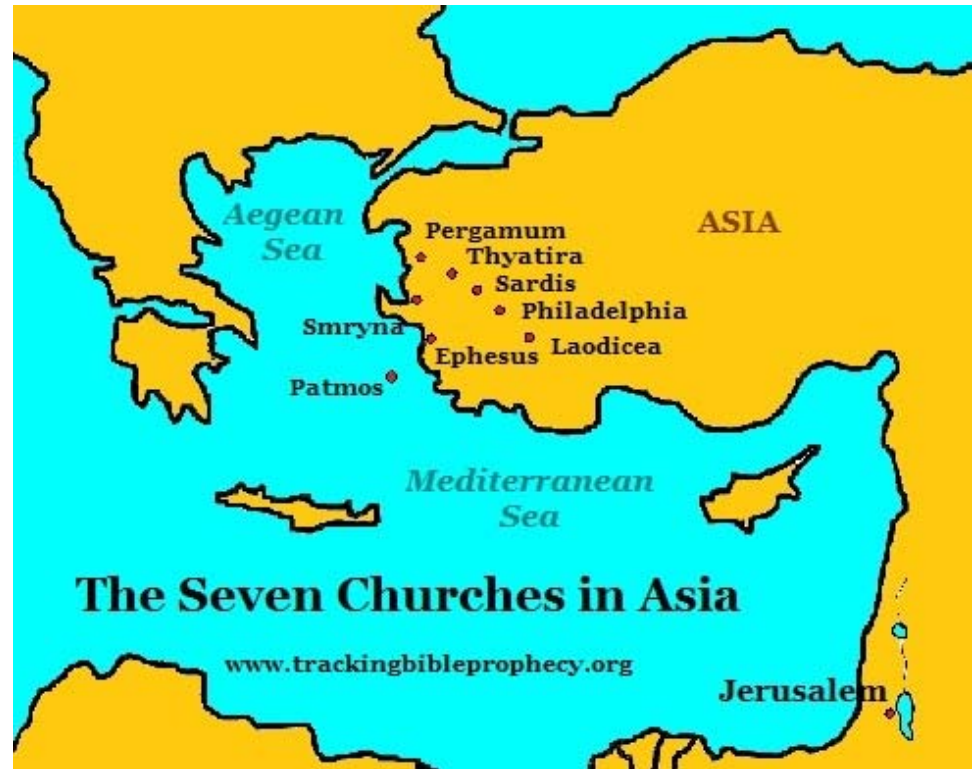 Aegean
Sea
ASIA
Pergamum
Thyatira
Sardis
Philadelphia
Smryna
Ephesus
Laodicea
Patmos
Mediterranean
Sea
The Seven Churches in Asia
www.trackingbibleprophecy.org
Jerusalem